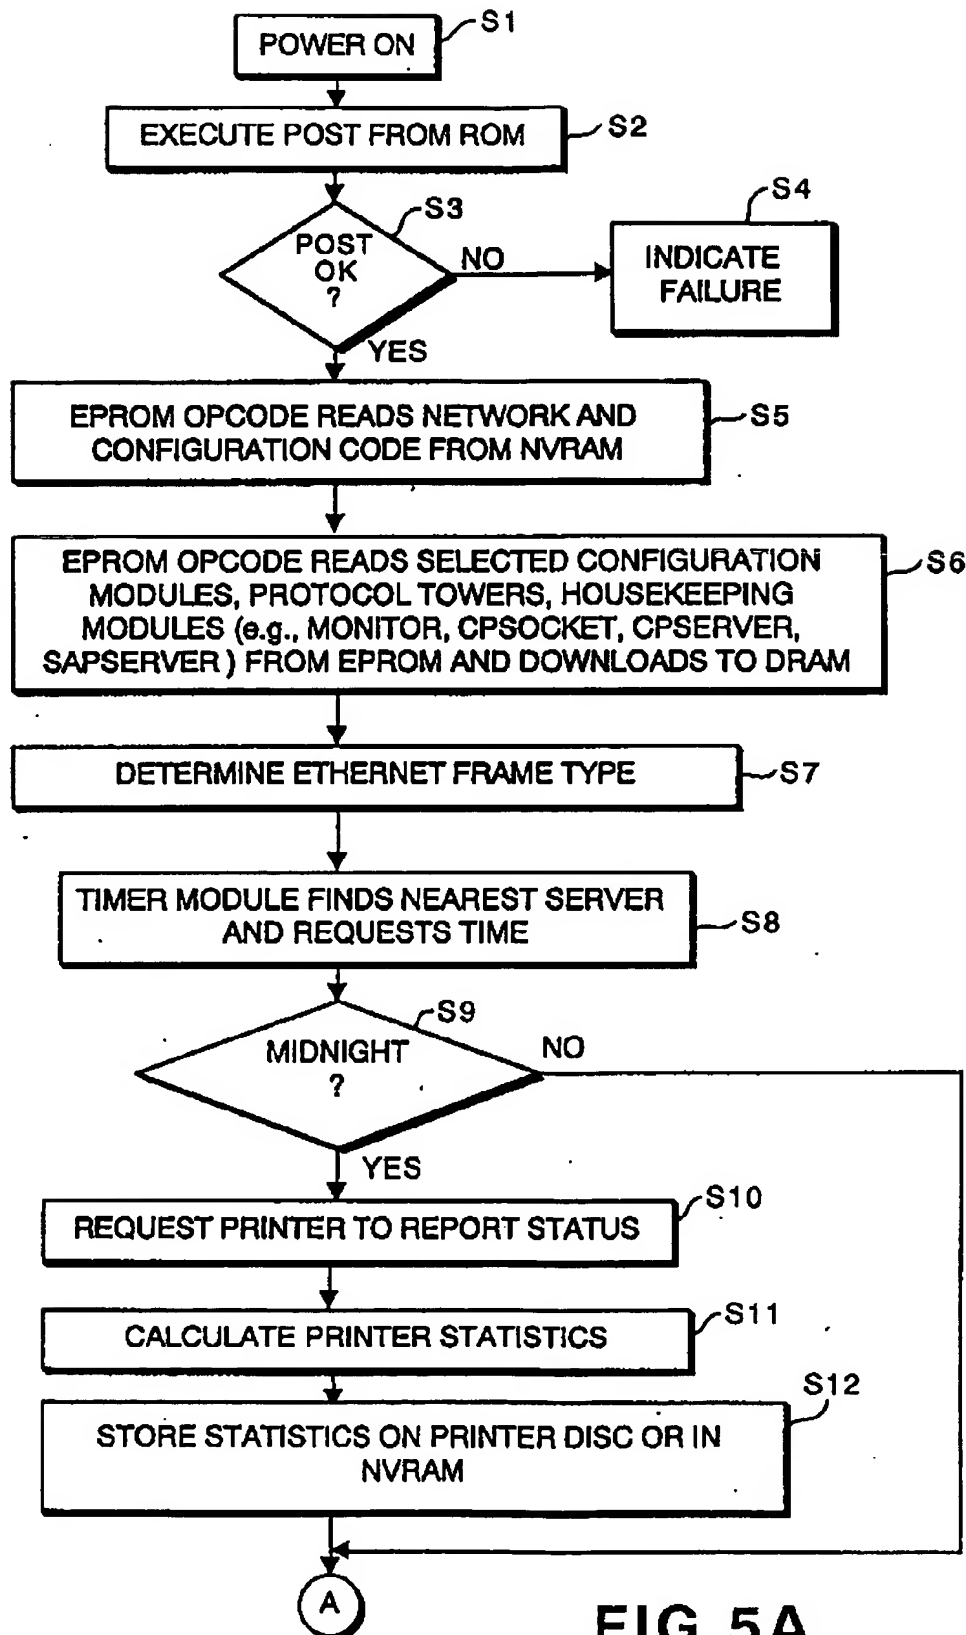 POWER ON
S1
EXECUTE POST FROM ROM
S2
POST
OK
?
S3
NO
YES
INDICATE
FAILURE
S4
EPROM OPCODE READS NETWORK AND
CONFIGURATION CODE FROM NVRAM
S5
EPROM OPCODE READS SELECTED CONFIGURATION
MODULES, PROTOCOL TOWERS, HOUSEKEEPING
MODULES (e.g., MONITOR, CPSOCKET, CPSERVER,
SAPSERVER ) FROM EPROM AND DOWNLOADS TO DRAM
S6
DETERMINE ETHERNET FRAME TYPE
S7
TIMER MODULE FINDS NEAREST SERVER
AND REQUESTS TIME
S8
MIDNIGHT
?
S9
NO
YES
REQUEST PRINTER TO REPORT STATUS
S10
CALCULATE PRINTER STATISTICS
S11
STORE STATISTICS ON PRINTER DISC OR IN
NVRAM
S12
A
FIG. 5A